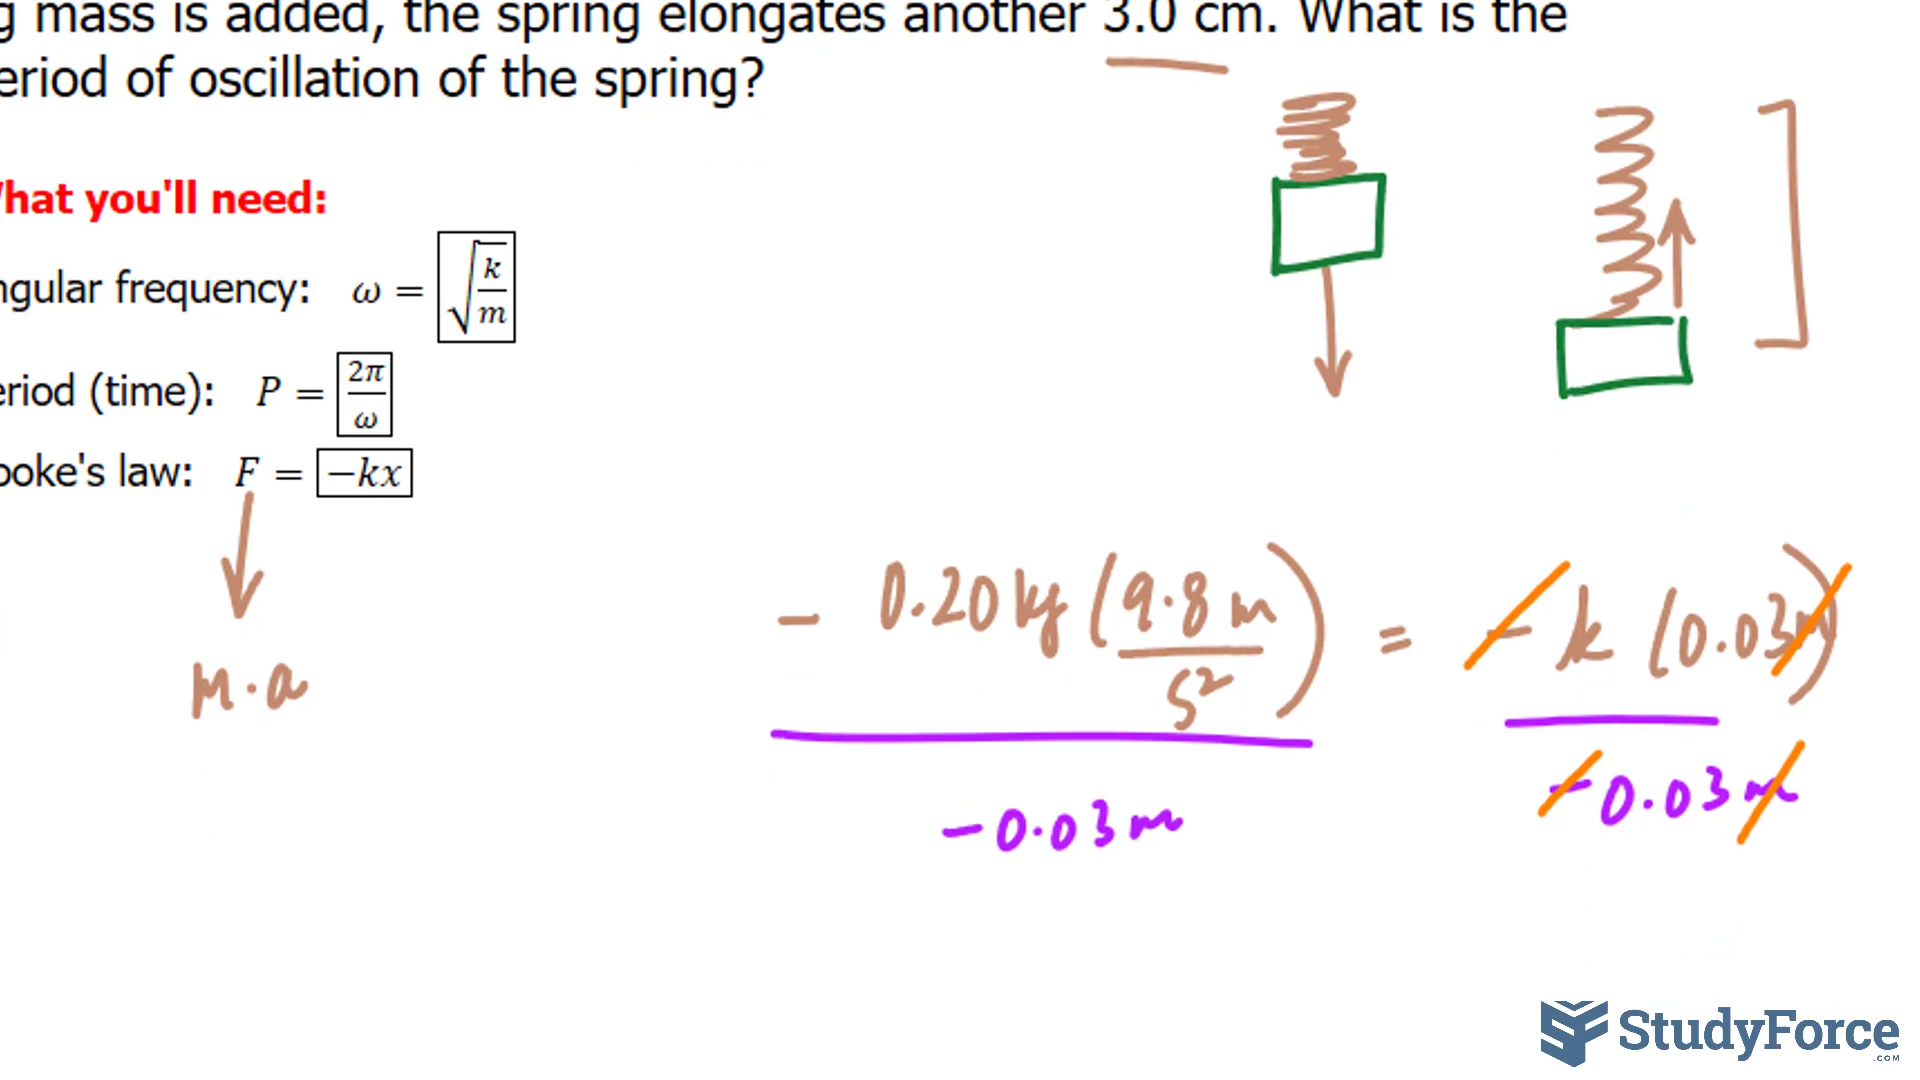 g mass is added, the spring elongates another 3.0 cm. What is the
eriod of oscillation of the spring?
hat you'll need:
ngular frequency: ω = √k/m
eriod (time): P = 2π/ω
ooke's law: F = −kx
m·a
− 0.20 kg (9.8 m/s²) = − k (0.03m)
−0.03 m −0.03 m
StudyForce
.COM